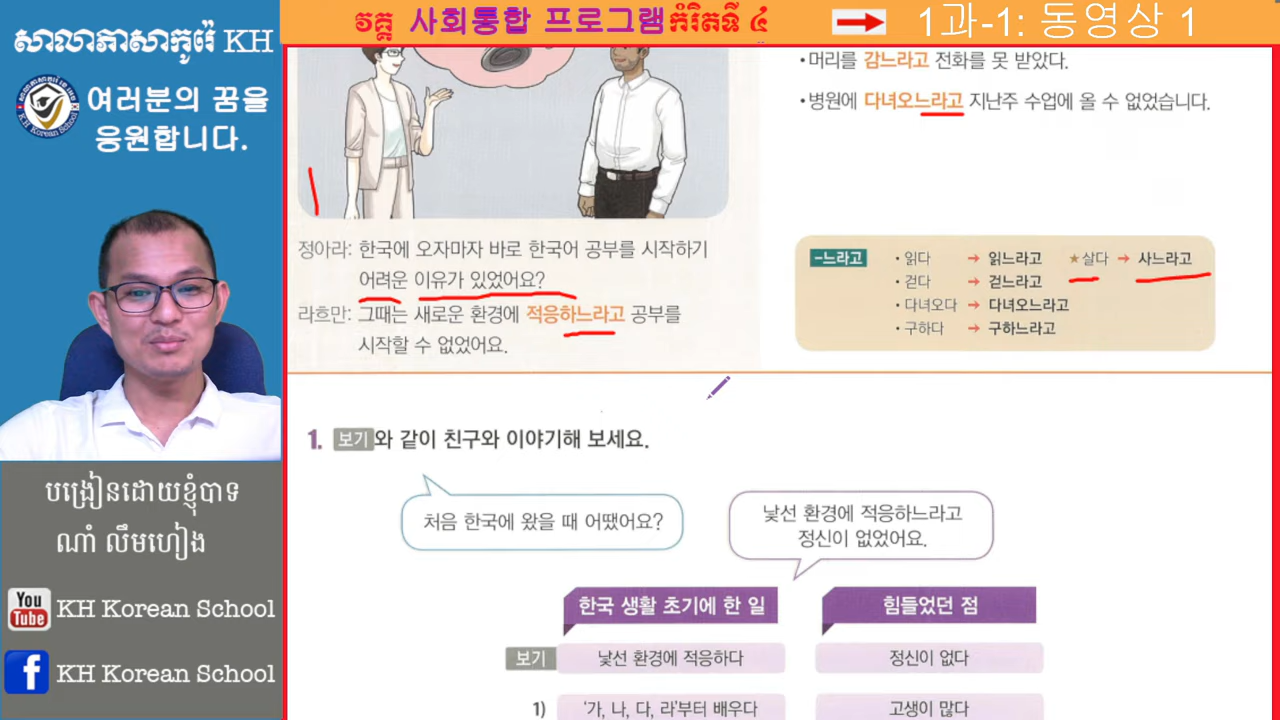 សាលាភាសាកូរ៉េ KH
여러분의 꿈을
응원합니다.
បង្រៀនដោយខ្ញុំបាទ
ណាំ លឹមហៀង
You Tube KH Korean School
f KH Korean School
វគ្គ 사회통합 프로그램កំរិតទី ៤
1과-1: 동영상 1
•머리를 감느라고 전화를 못 받았다.
•병원에 다녀오느라고 지난주 수업에 올 수 없었습니다.
정아라: 한국에 오자마자 바로 한국어 공부를 시작하기
어려운 이유가 있었어요?
라흐만: 그때는 새로운 환경에 적응하느라고 공부를
시작할 수 없었어요.
-느라고 •읽다 → 읽느라고 ★살다 → 사느라고
•걷다 → 걷느라고
•다녀오다 → 다녀오느라고
•구하다 → 구하느라고
1. 보기와 같이 친구와 이야기해 보세요.
처음 한국에 왔을 때 어땠어요?
낯선 환경에 적응하느라고
정신이 없었어요.
한국 생활 초기에 한 일 힘들었던 점
보기 낯선 환경에 적응하다 정신이 없다
1) '가, 나, 다, 라'부터 배우다 고생이 많다